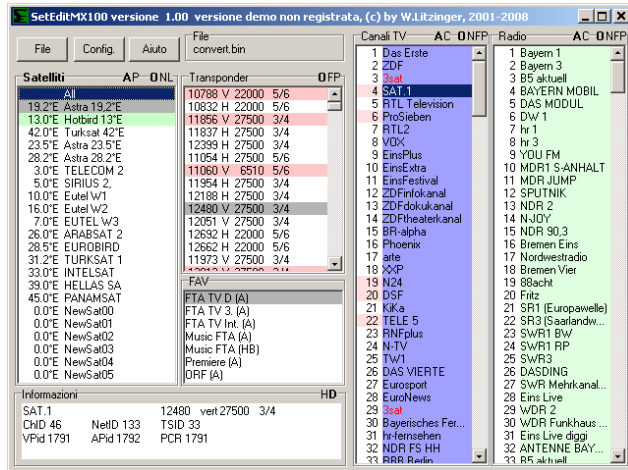 SetEditMX100 versione 1.00 versione demo non registrata, (c) by W.Litzinger, 2001-2008
File Config. Aiuto
File
convert.bin
Satelliti AP ONL
All
19.2°E Astra 19,2°E
13.0°E Hotbird 13°E
42.0°E Turksat 42°E
23.5°E Astra 23.5°E
28.2°E Astra 28.2°E
3.0°E TELECOM 2
5.0°E SIRIUS 2,
10.0°E Eutel W1
16.0°E Eutel W2
7.0°E EUTEL W3
26.0°E ARABSAT 2
28.5°E EUROBIRD
31.2°E TURKSAT 1
33.0°E INTELSAT
39.0°E HELLAS SA
45.0°E PANAMSAT
0.0°E NewSat00
0.0°E NewSat01
0.0°E NewSat02
0.0°E NewSat03
0.0°E NewSat04
0.0°E NewSat05
Transponder OFP
10788 V 22000 5/6
10832 H 22000 5/6
11856 V 27500 3/4
11837 H 27500 3/4
12399 H 27500 3/4
11054 H 27500 5/6
11060 V 6510 5/6
11954 H 27500 3/4
12188 H 27500 3/4
12480 V 27500 3/4
12051 V 27500 3/4
12692 H 22000 5/6
12662 H 22000 5/6
11973 V 27500 3/4
FAV
FTA TV D (A)
FTA TV 3. (A)
FTA TV Int. (A)
Music FTA (A)
Music FTA (HB)
Premiere (A)
ORF (A)
Informazioni HD
SAT.1 12480 vert 27500 3/4
ChID 46 NetID 133 TSID 33
VPid 1791 APid 1792 PCR 1791
Canali TV AC ONFP
1 Das Erste
2 ZDF
3 3sat
4 SAT.1
5 RTL Television
6 ProSieben
7 RTL2
8 VOX
9 EinsPlus
10 EinsExtra
11 EinsFestival
12 ZDFinfokanal
13 ZDFdokukanal
14 ZDFtheaterkanal
15 BR-alpha
16 Phoenix
17 arte
18 XXP
19 N24
20 DSF
21 KiKa
22 TELE 5
23 RNFplus
24 N-TV
25 TW1
26 DAS VIERTE
27 Eurosport
28 EuroNews
29 3sat
30 Bayerisches Fer...
31 hr-fernsehen
32 NDR FS HH
33 RBB Berlin
Radio AC ONFP
1 Bayern 1
2 Bayern 3
3 B5 aktuell
4 BAYERN MOBIL
5 DAS MODUL
6 DW 1
7 hr 1
8 hr 3
9 YOU FM
10 MDR1 S-ANHALT
11 MDR JUMP
12 SPUTNIK
13 NDR 2
14 N-JOY
15 NDR 90,3
16 Bremen Eins
17 Nordwestradio
18 Bremen Vier
19 88acht
20 Fritz
21 SR1 (Europawelle)
22 SR3 (Saarlandw...
23 SWR1 BW
24 SWR1 RP
25 SWR3
26 DASDING
27 SWR Mehrkanal...
28 Eins Live
29 WDR 2
30 WDR Funkhaus ...
31 Eins Live diggi
32 ANTENNE BAY...
33 B5 aktuell